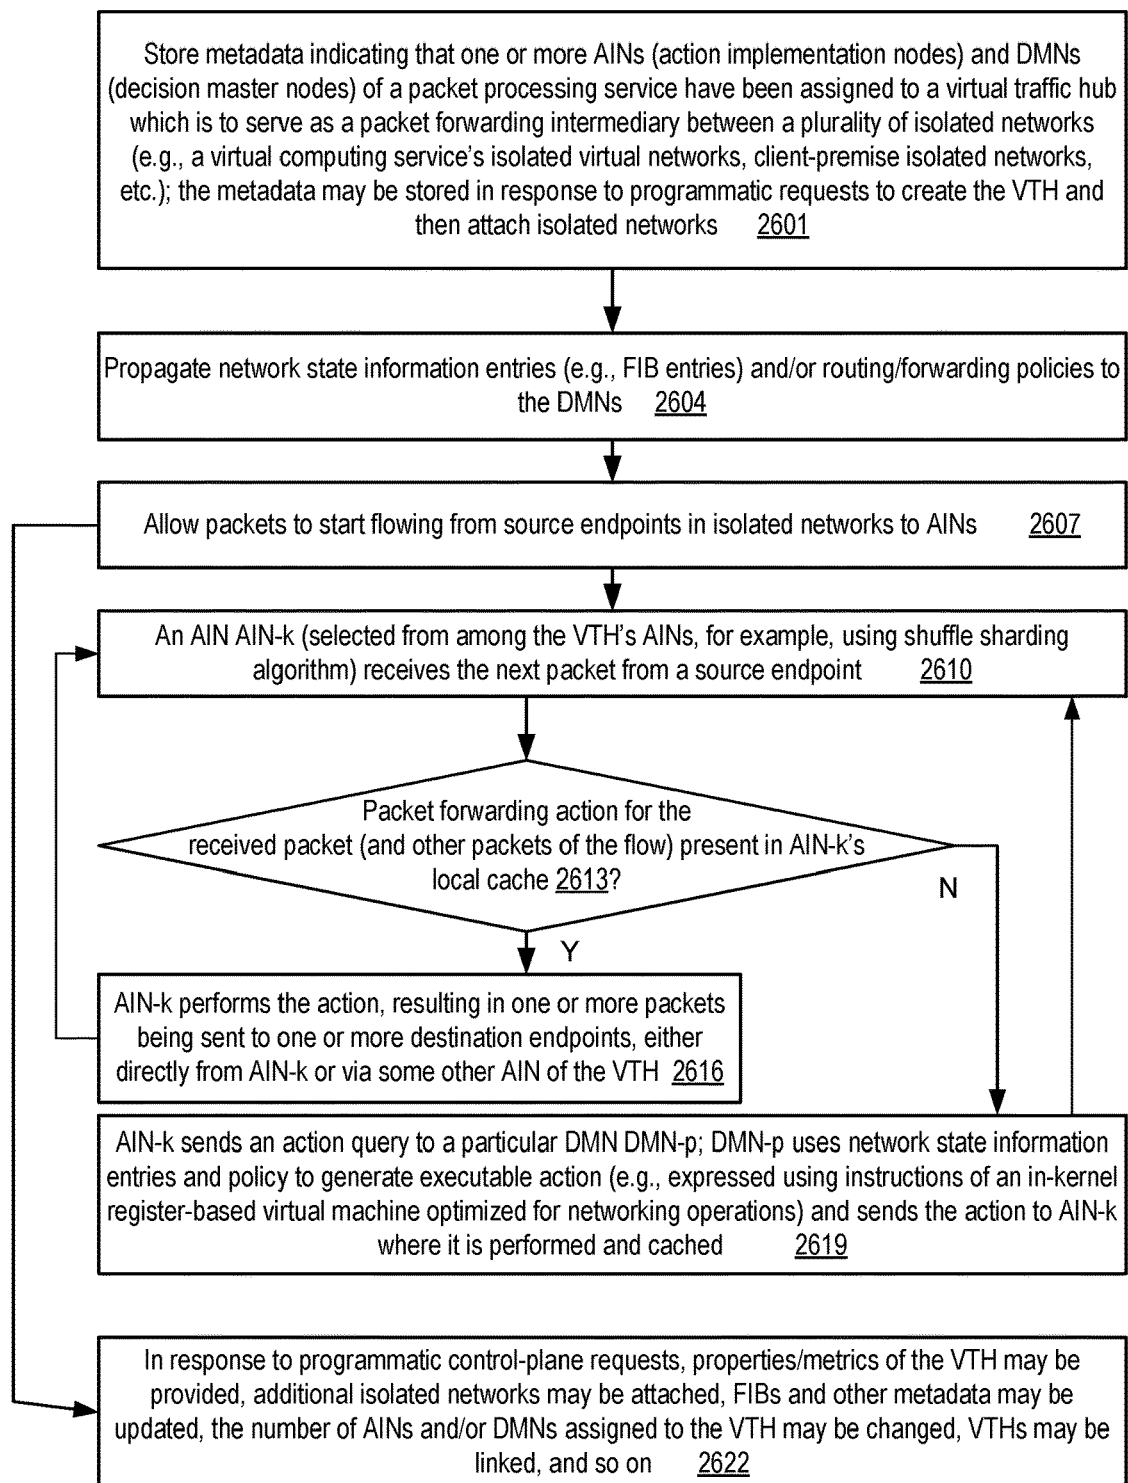 Store metadata indicating that one or more AINs (action implementation nodes) and DMNs
(decision master nodes) of a packet processing service have been assigned to a virtual traffic hub
which is to serve as a packet forwarding intermediary between a plurality of isolated networks
(e.g., a virtual computing service's isolated virtual networks, client-premise isolated networks,
etc.); the metadata may be stored in response to programmatic requests to create the VTH and
then attach isolated networks 2601
Propagate network state information entries (e.g., FIB entries) and/or routing/forwarding policies to
the DMNs 2604
Allow packets to start flowing from source endpoints in isolated networks to AINs 2607
An AIN AIN-k (selected from among the VTH's AINs, for example, using shuffle sharding
algorithm) receives the next packet from a source endpoint 2610
Packet forwarding action for the
received packet (and other packets of the flow) present in AIN-k's
local cache 2613?
N
Y
AIN-k performs the action, resulting in one or more packets
being sent to one or more destination endpoints, either
directly from AIN-k or via some other AIN of the VTH 2616
AIN-k sends an action query to a particular DMN DMN-p; DMN-p uses network state information
entries and policy to generate executable action (e.g., expressed using instructions of an in-kernel
register-based virtual machine optimized for networking operations) and sends the action to AIN-k
where it is performed and cached 2619
In response to programmatic control-plane requests, properties/metrics of the VTH may be
provided, additional isolated networks may be attached, FIBs and other metadata may be
updated, the number of AINs and/or DMNs assigned to the VTH may be changed, VTHs may be
linked, and so on 2622